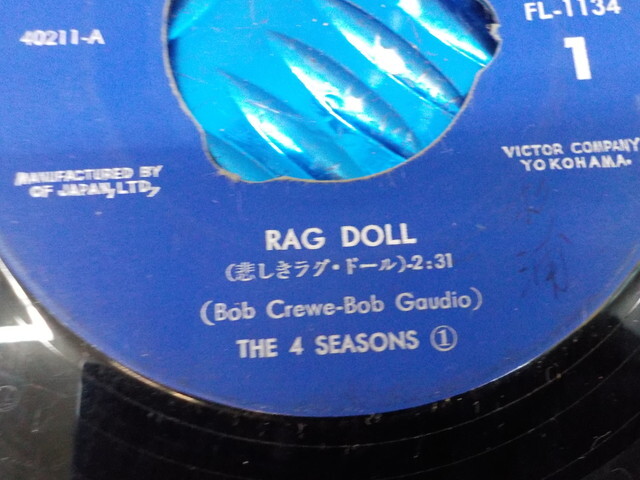 40211-A
FL-1134
1
MANUFACTURED BY VICTOR COMPANY
OF JAPAN, LTD, YOKOHAMA.
RAG DOLL
(悲しきラグ・ドール)-2:31
(Bob Crewe-Bob Gaudio)
THE 4 SEASONS ①